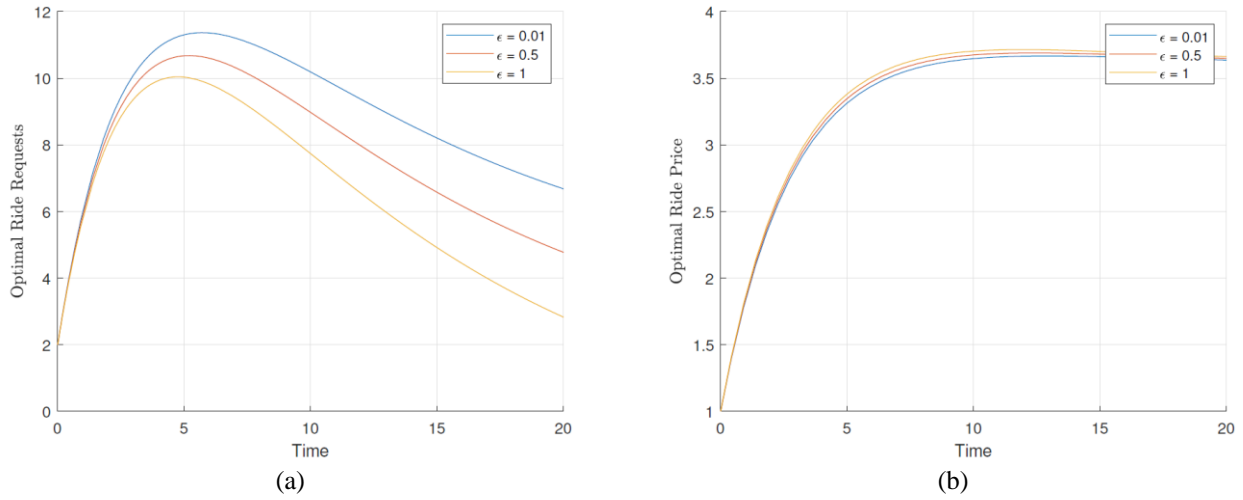 12
10
8
6
4
2
0
Optimal Ride Requests
ϵ = 0.01
ϵ = 0.5
ϵ = 1
0 5 10 15 20
Time
(a)
4
3.5
3
2.5
2
1.5
1
Optimal Ride Price
ϵ = 0.01
ϵ = 0.5
ϵ = 1
0 5 10 15 20
Time
(b)